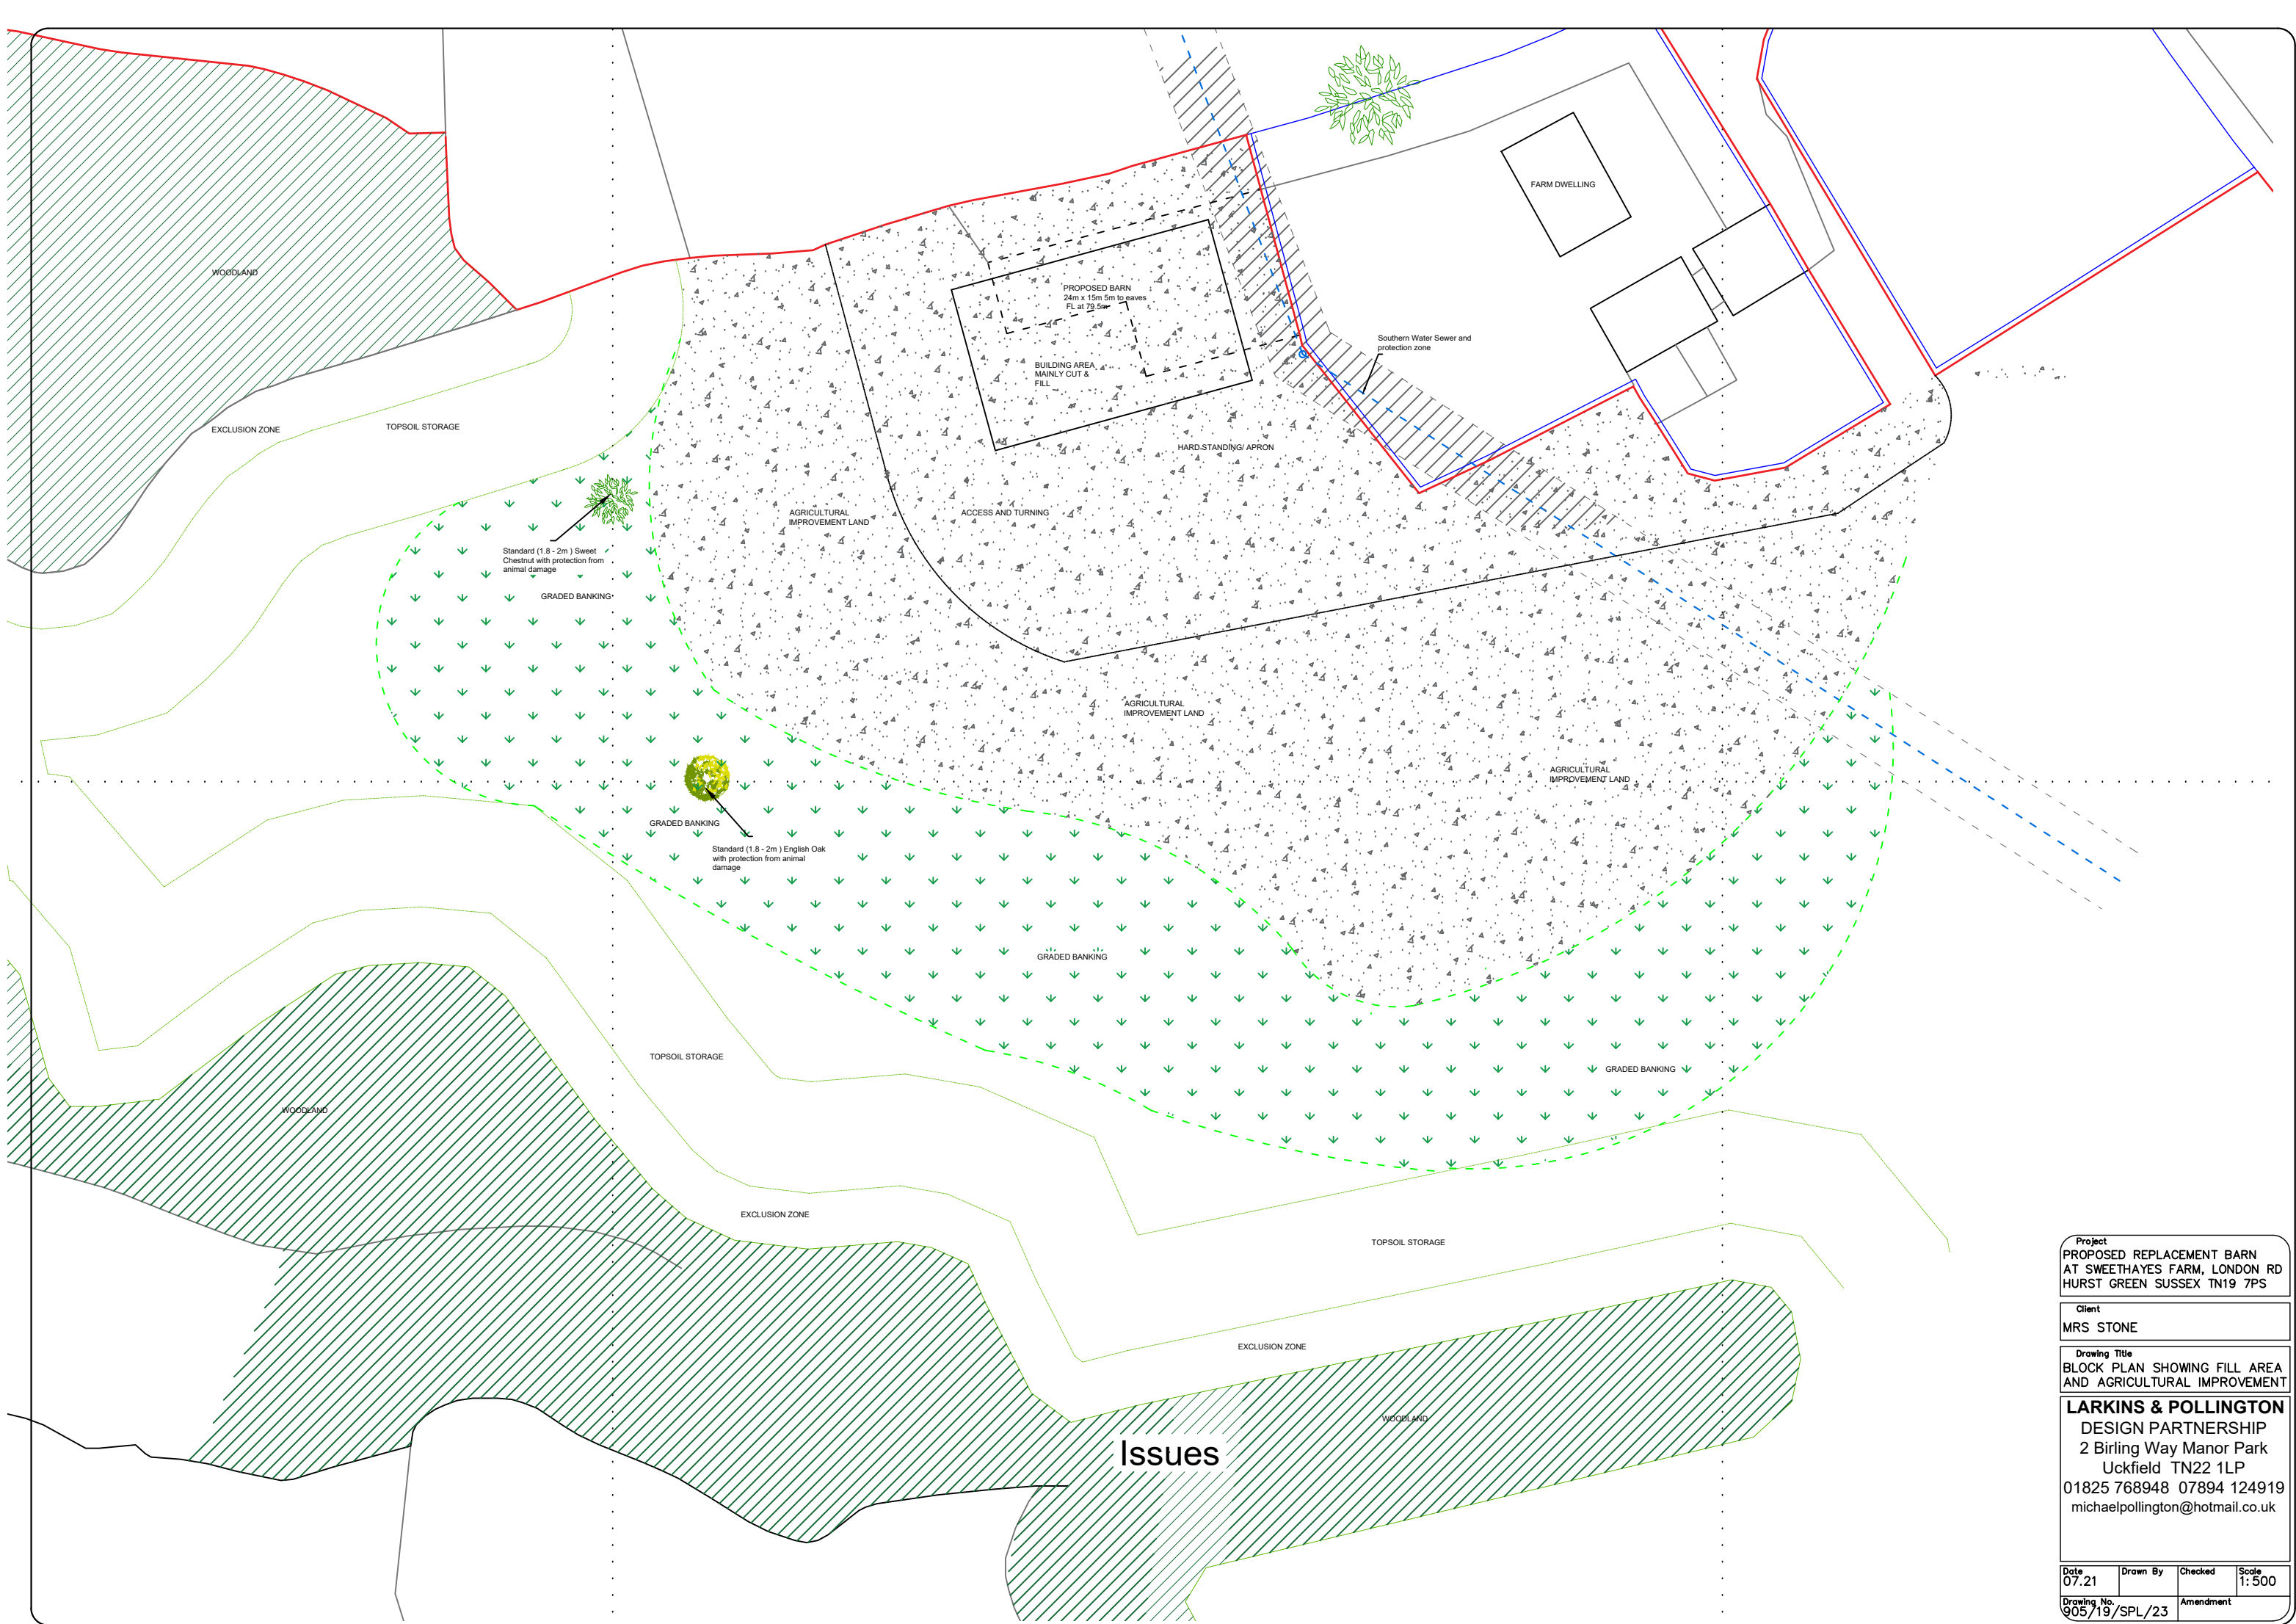 FARM DWELLING
WOODLAND
PROPOSED BARN
24m x 15m 5m to eaves
FL at 79.5m
Southern Water Sewer and
protection zone
BUILDING AREA
MAINLY CUT &
FILL
EXCLUSION ZONE
TOPSOIL STORAGE
HARD STANDING/ APRON
AGRICULTURAL
IMPROVEMENT LAND
ACCESS AND TURNING
Standard (1.8 - 2m ) Sweet
Chestnut with protection from
animal damage
GRADED BANKING
AGRICULTURAL
IMPROVEMENT LAND
AGRICULTURAL
IMPROVEMENT LAND
GRADED BANKING
Standard (1.8 - 2m ) English Oak
with protection from animal
damage
GRADED BANKING
TOPSOIL STORAGE
GRADED BANKING
WOODLAND
EXCLUSION ZONE
TOPSOIL STORAGE
EXCLUSION ZONE
WOODLAND
Issues
Project
PROPOSED REPLACEMENT BARN
AT SWEETHAYES FARM, LONDON RD
HURST GREEN SUSSEX TN19 7PS
Client
MRS STONE
Drawing Title
BLOCK PLAN SHOWING FILL AREA
AND AGRICULTURAL IMPROVEMENT
LARKINS & POLLINGTON
DESIGN PARTNERSHIP
2 Birling Way Manor Park
Uckfield TN22 1LP
01825 768948 07894 124919
michaelpollington@hotmail.co.uk
Date Drawn By Checked Scale
07.21 1:500
Drawing No. Amendment
905/19/SPL/23